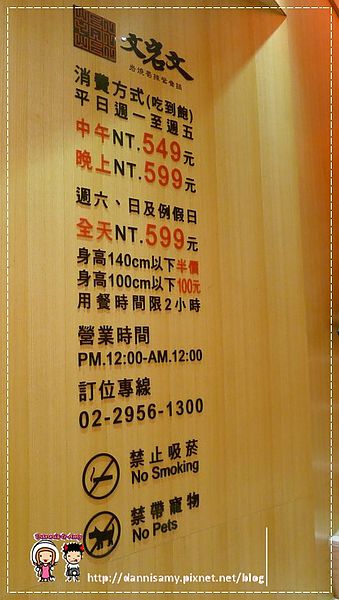 文老文
消費方式(吃到飽)
平日週一至週五
中午NT.549元
晚上NT.599元
週六、日及例假日
全天NT.599元
身高140cm以下半價
身高100cm以下100元
用餐時間限2小時
營業時間
PM.12:00-AM.12:00
訂位專線
02-2956-1300
禁止吸菸
No Smoking
禁帶寵物
No Pets
Dannis & Amy
http://dannisamy.pixnet.net/blog